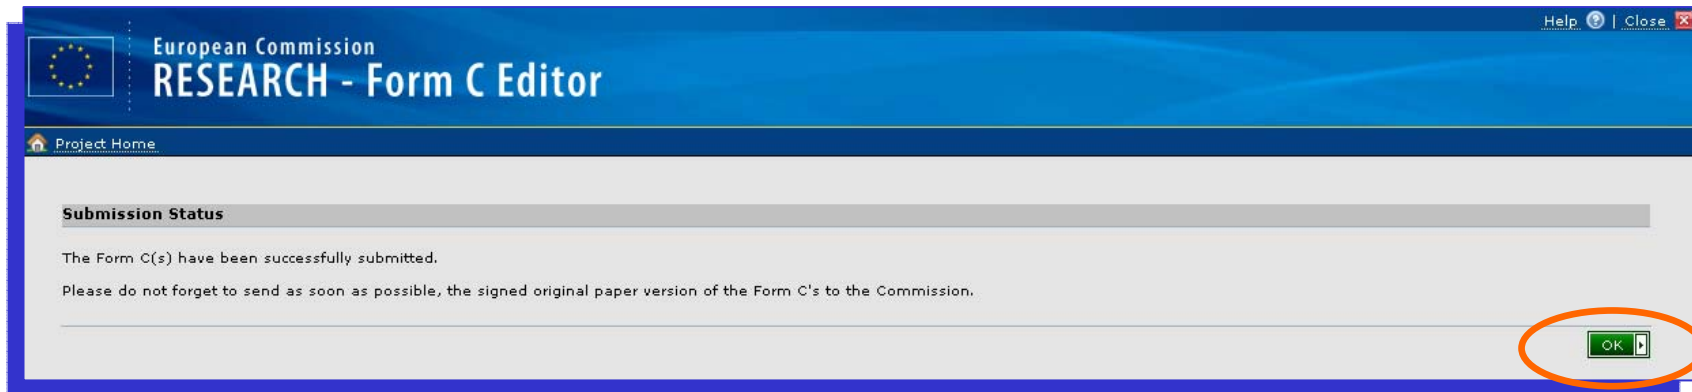 Help ? | Close
European Commission
RESEARCH - Form C Editor
Project Home
Submission Status
The Form C(s) have been successfully submitted.
Please do not forget to send as soon as possible, the signed original paper version of the Form C's to the Commission.
OK